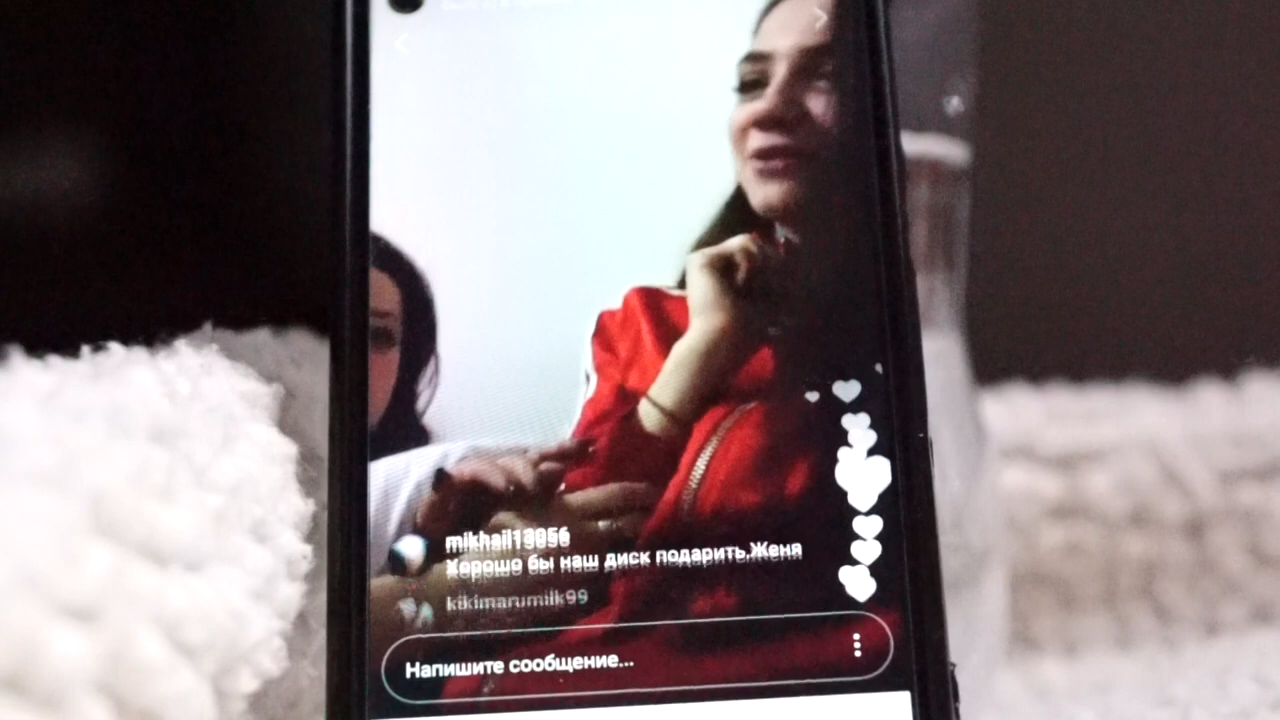 mikhail13056
Хорошо бы наш диск подарить,Женя
kikimarumilk99
Напишите сообщение...